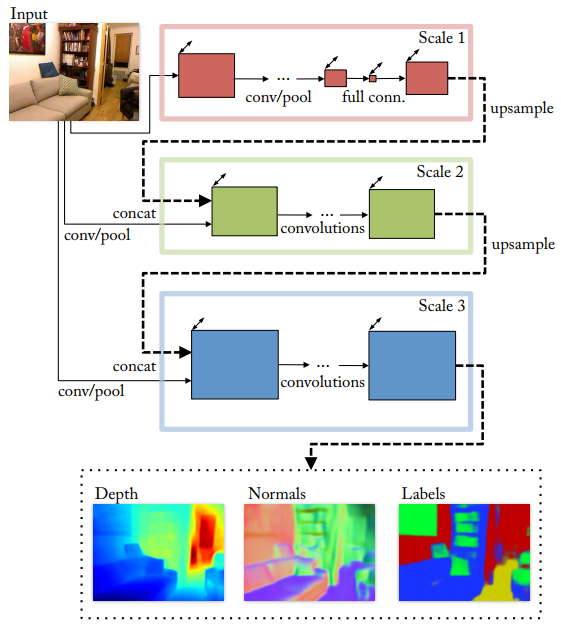 Input
Scale 1
...
conv/pool
full conn.
upsample
Scale 2
concat
...
conv/pool
convolutions
upsample
Scale 3
concat
...
conv/pool
convolutions
Depth
Normals
Labels